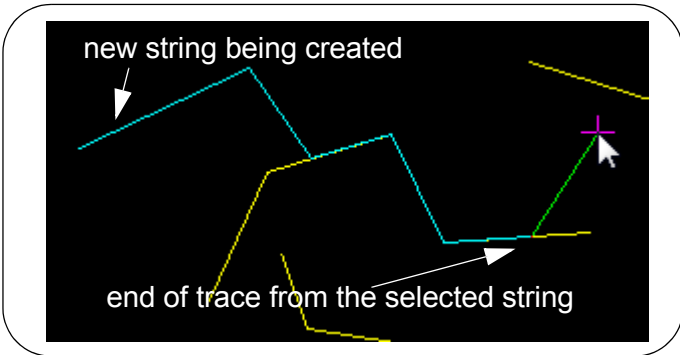 new string being created
end of trace from the selected string